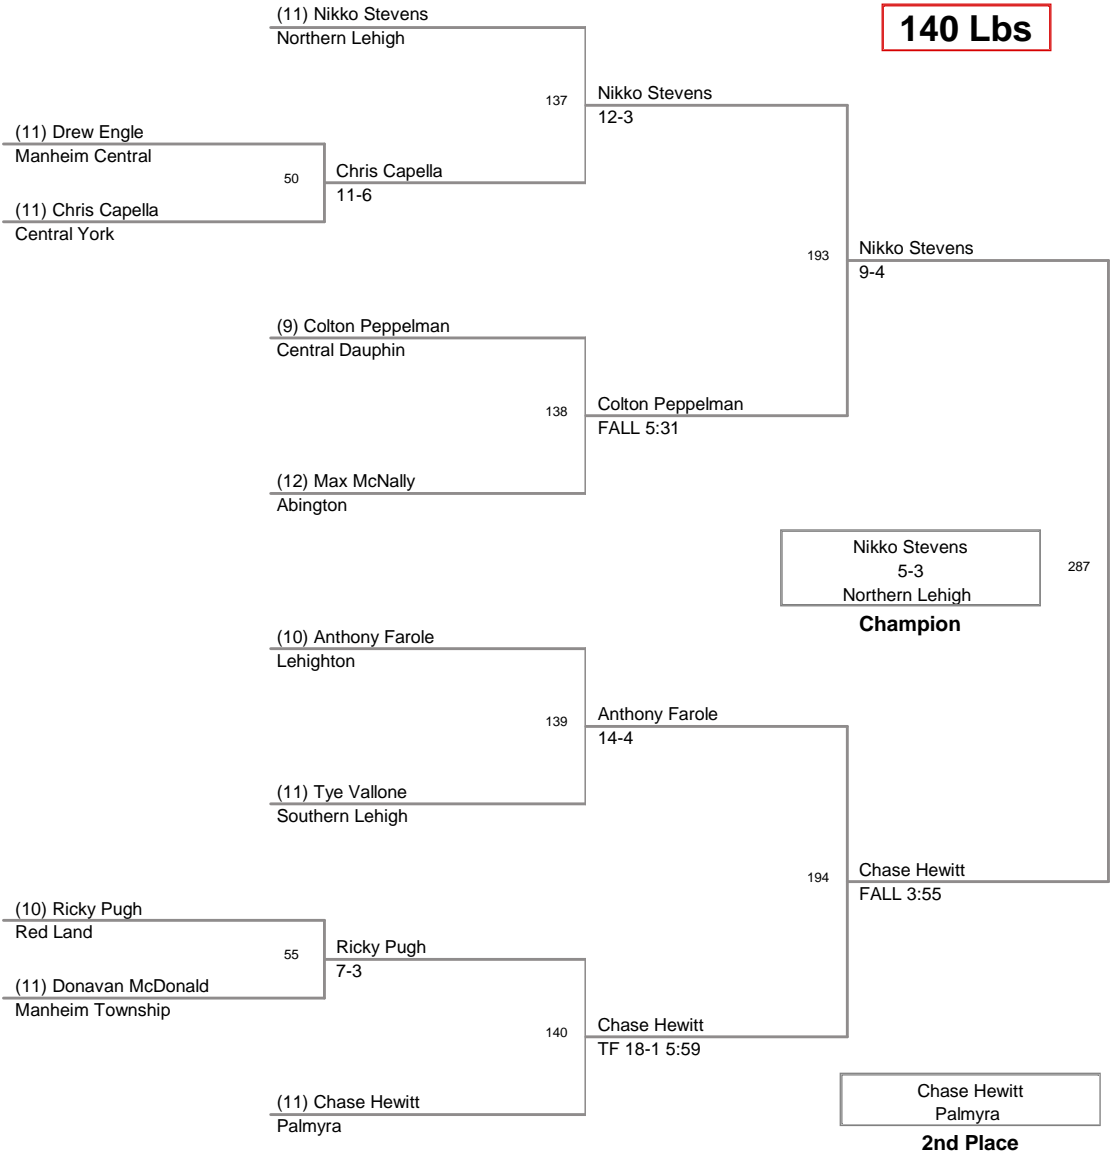 (11) Nikko Stevens
Northern Lehigh
140 Lbs
137
Nikko Stevens
12-3
(11) Drew Engle
Manheim Central
50
Chris Capella
11-6
(11) Chris Capella
Central York
193
Nikko Stevens
9-4
(9) Colton Peppelman
Central Dauphin
138
Colton Peppelman
FALL 5:31
(12) Max McNally
Abington
Nikko Stevens
5-3
Northern Lehigh
Champion
287
(10) Anthony Farole
Lehighton
139
Anthony Farole
14-4
(11) Tye Vallone
Southern Lehigh
194
Chase Hewitt
FALL 3:55
(10) Ricky Pugh
Red Land
55
Ricky Pugh
7-3
(11) Donavan McDonald
Manheim Township
140
Chase Hewitt
TF 18-1 5:59
(11) Chase Hewitt
Palmyra
Chase Hewitt
Palmyra
2nd Place